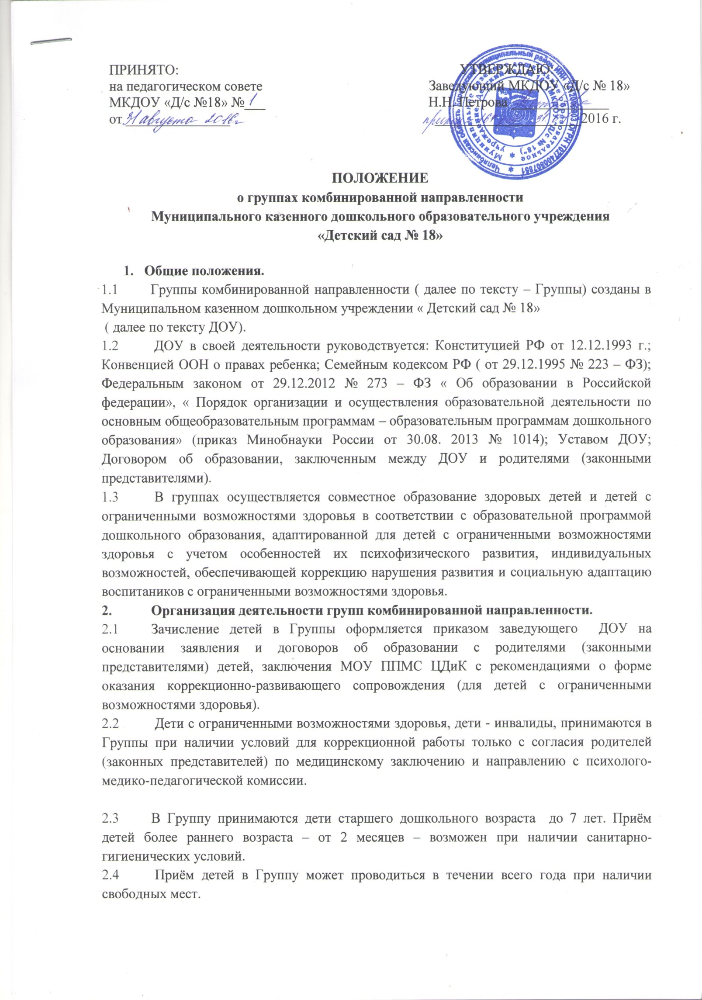 ПРИНЯТО:
на педагогическом совете
МКДОУ «Д/с №18» № 1
от 31 августа 2016г
УТВЕРЖДАЮ
Заведующий МКДОУ «Д/с № 18»
Н.Н. Петрова
2016 г.
ПОЛОЖЕНИЕ
о группах комбинированной направленности
Муниципального казенного дошкольного образовательного учреждения
«Детский сад № 18»
1. Общие положения.
1.1 Группы комбинированной направленности ( далее по тексту – Группы) созданы в
Муниципальном казенном дошкольном учреждении « Детский сад № 18»
( далее по тексту ДОУ).
1.2 ДОУ в своей деятельности руководствуется: Конституцией РФ от 12.12.1993 г.;
Конвенцией ООН о правах ребенка; Семейным кодексом РФ ( от 29.12.1995 № 223 – ФЗ);
Федеральным законом от 29.12.2012 № 273 – ФЗ « Об образовании в Российской
федерации», « Порядок организации и осуществления образовательной деятельности по
основным общеобразовательным программам – образовательным программам дошкольного
образования» (приказ Минобнауки России от 30.08. 2013 № 1014); Уставом ДОУ;
Договором об образовании, заключенным между ДОУ и родителями (законными
представителями).
1.3 В группах осуществляется совместное образование здоровых детей и детей с
ограниченными возможностями здоровья в соответствии с образовательной программой
дошкольного образования, адаптированной для детей с ограниченными возможностями
здоровья с учетом особенностей их психофизического развития, индивидуальных
возможностей, обеспечивающей коррекцию нарушения развития и социальную адаптацию
воспитаников с ограниченными возможностями здоровья.
2. Организация деятельности групп комбинированной направленности.
2.1 Зачисление детей в Группы оформляется приказом заведующего ДОУ на
основании заявления и договоров об образовании с родителями (законными
представителями) детей, заключения МОУ ППМС ЦДиК с рекомендациями о форме
оказания коррекционно-развивающего сопровождения (для детей с ограниченными
возможностями здоровья).
2.2 Дети с ограниченными возможностями здоровья, дети - инвалиды, принимаются в
Группы при наличии условий для коррекционной работы только с согласия родителей
(законных представителей) по медицинскому заключению и направлению с психолого-
медико-педагогической комиссии.
2.3 В Группу принимаются дети старшего дошкольного возраста до 7 лет. Приём
детей более раннего возраста – от 2 месяцев – возможен при наличии санитарно-
гигиенических условий.
2.4 Приём детей в Группу может проводиться в течении всего года при наличии
свободных мест.